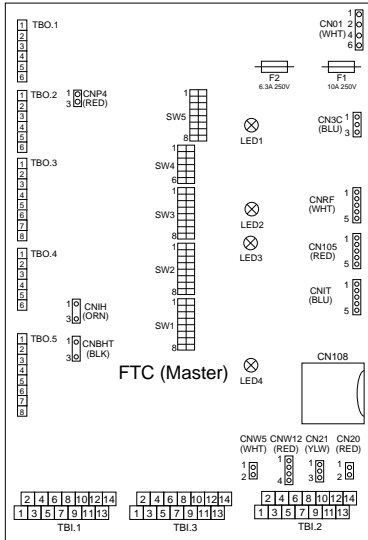 TBO.1
1
2
3
4
5
6
TBO.2
1
2
3
4
5
6
CNP4
(RED)
1
3
TBO.3
1
2
3
4
5
6
7
8
TBO.4
1
2
3
4
5
6
CNIH
(ORN)
1
3
TBO.5
1
2
3
4
5
6
7
8
CNBHT
(BLK)
1
3
SW5
1
8
SW4
1
6
SW3
1
8
SW2
1
8
SW1
1
8
FTC (Master)
CN01
(WHT)
1
2
4
6
F2
6.3A 250V
F1
10A 250V
LED1
CN3C
(BLU)
1
3
LED2
CNRF
(WHT)
1
5
LED3
CN105
(RED)
1
5
CNIT
(BLU)
1
5
LED4
CN108
CNW5
(WHT)
1
2
CNW12
(RED)
1
4
CN21
(YLW)
1
3
CN20
(RED)
1
2
2 4 6 8 10 12 14
1 3 5 7 9 11 13
TBI.1
2 4 6 8 10 12 14
1 3 5 7 9 11 13
TBI.3
2 4 6 8 10 12 14
1 3 5 7 9 11 13
TBI.2